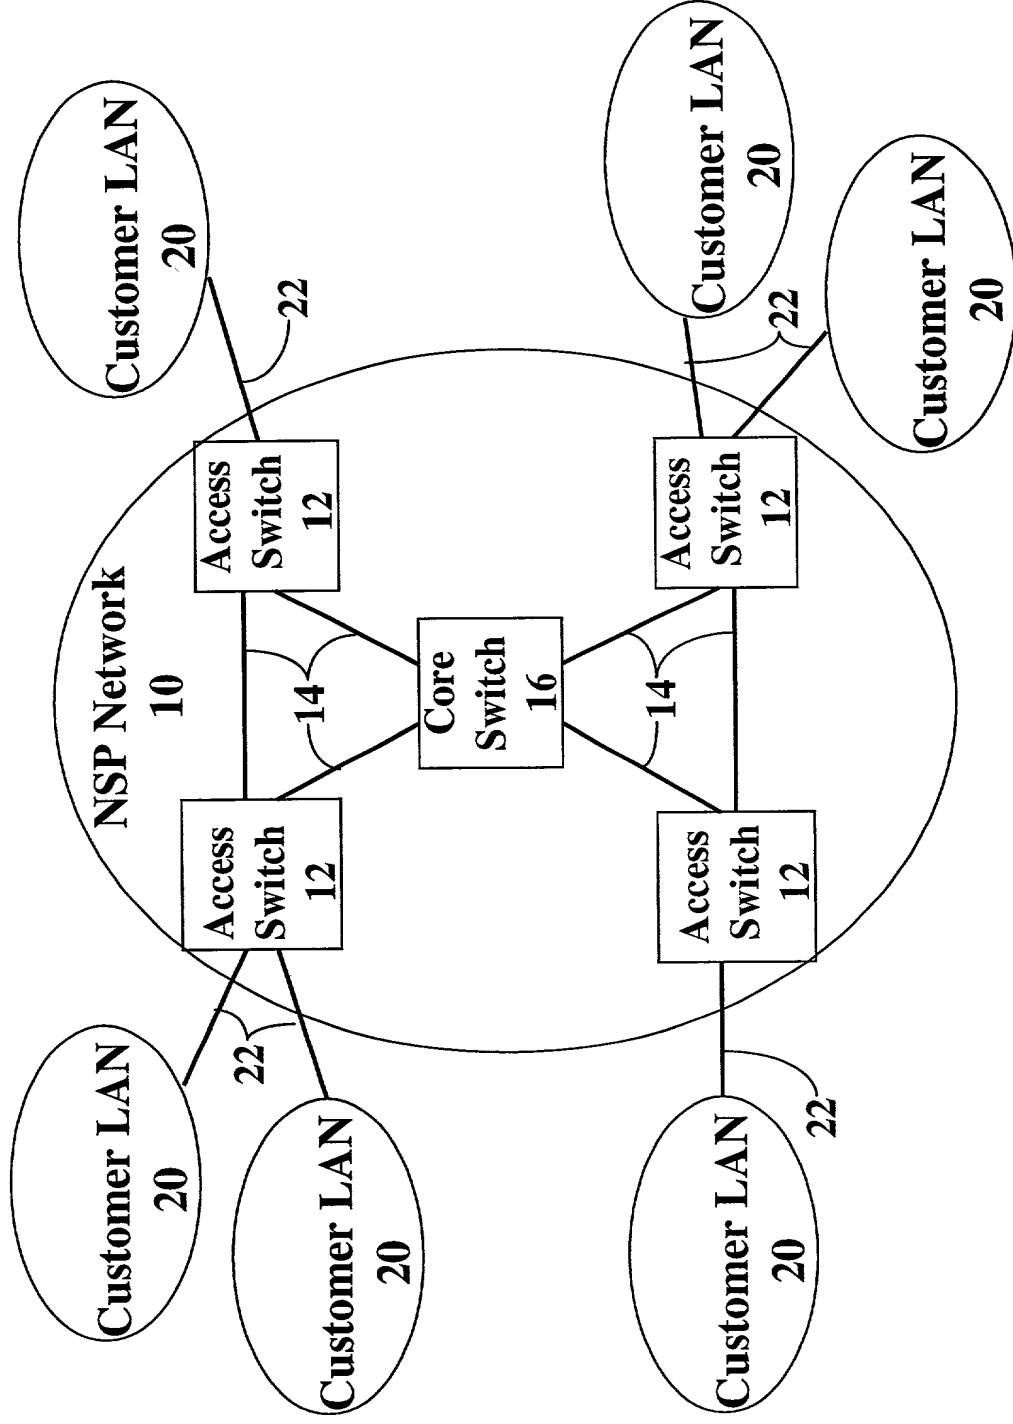 Customer LAN
20
22
Customer LAN
20
22
Customer LAN
20
NSP Network
10
Access
Switch
12
Access
Switch
12
14
Core
Switch
16
14
Access
Switch
12
Access
Switch
12
22
Customer LAN
20
Customer LAN
20
22
Customer LAN
20